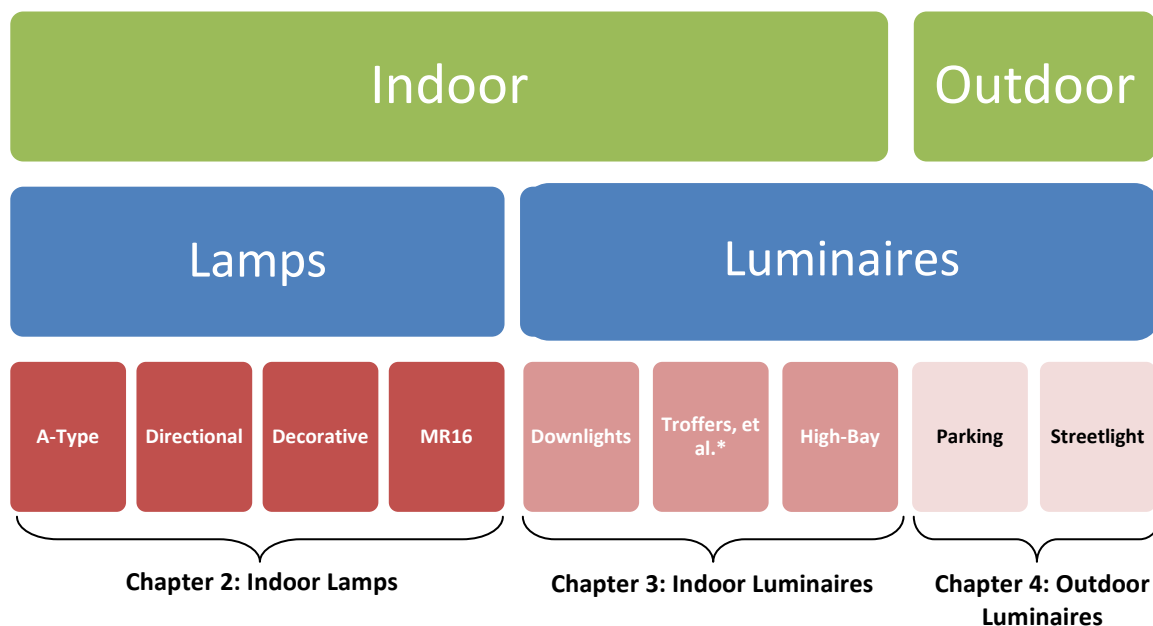 Indoor
Outdoor
Lamps
Luminaires
A-Type
Directional
Decorative
MR16
Downlights
Troffers, et
al.*
High-Bay
Parking
Streetlight
Chapter 2: Indoor Lamps
Chapter 3: Indoor Luminaires
Chapter 4: Outdoor
Luminaires